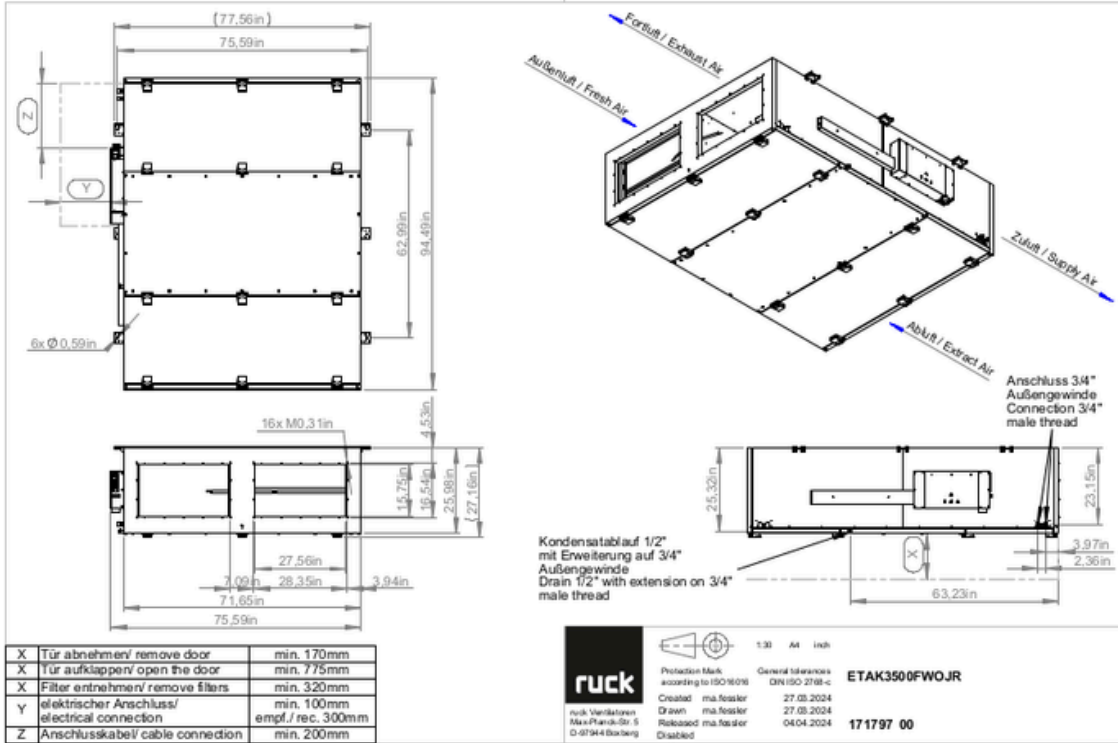 (77,56in)
75,59in
Z
Y
62,99in
94,49in
6x Ø 0,59in
Fortluft / Exhaust Air
Außenluft / Fresh Air
Zuluft / Supply Air
Abluft / Extract Air
Anschluss 3/4"
Außengewinde
Connection 3/4"
male thread
16x M0,31in
4,53in
15,75in
16,54in
25,98in
(27,16in)
27,56in
7,09in
28,35in
3,94in
71,65in
75,59in
25,32in
23,15in
X
3,97in
2,36in
63,23in
Kondensatablauf 1/2"
mit Erweiterung auf 3/4"
Außengewinde
Drain 1/2" with extension on 3/4"
male thread
X Tür abnehmen/ remove door min. 170mm
X Tür aufklappen/ open the door min. 775mm
X Filter entnehmen/ remove filters min. 320mm
Y elektrischer Anschluss/ min. 100mm
electrical connection empf./ rec. 300mm
Z Anschlusskabel/ cable connection min. 200mm
ruck
ruck Ventilatoren
Max-Planck-Str. 5
D-97944 Boxberg
1:30 A4 inch
Protection Mark General tolerances
according to ISO16016 DIN ISO 2768-c
ETAK3500FWOJR
Created ma.fessler 27.03.2024
Drawn ma.fessler 27.03.2024
Released ma.fessler 04.04.2024
Disabled
171797 00